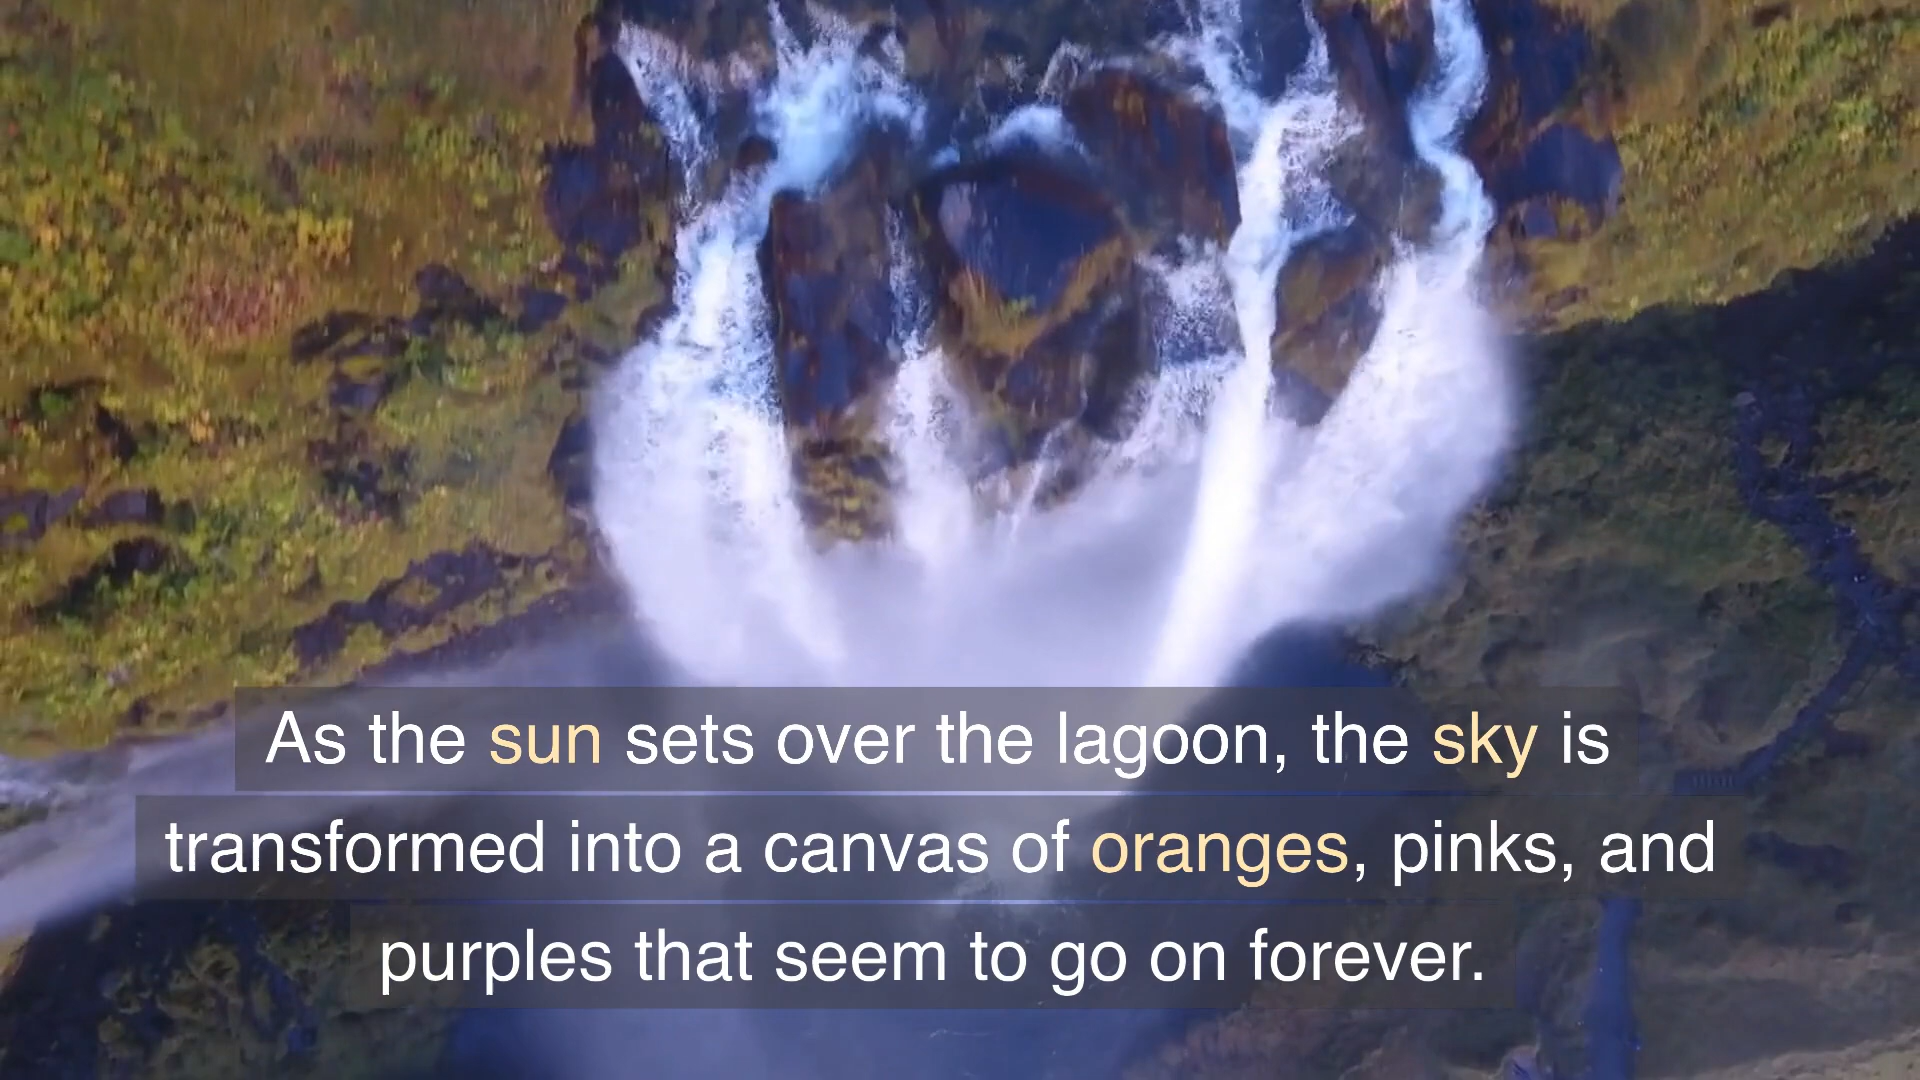 As the sun sets over the lagoon, the sky is
transformed into a canvas of oranges, pinks, and
purples that seem to go on forever.